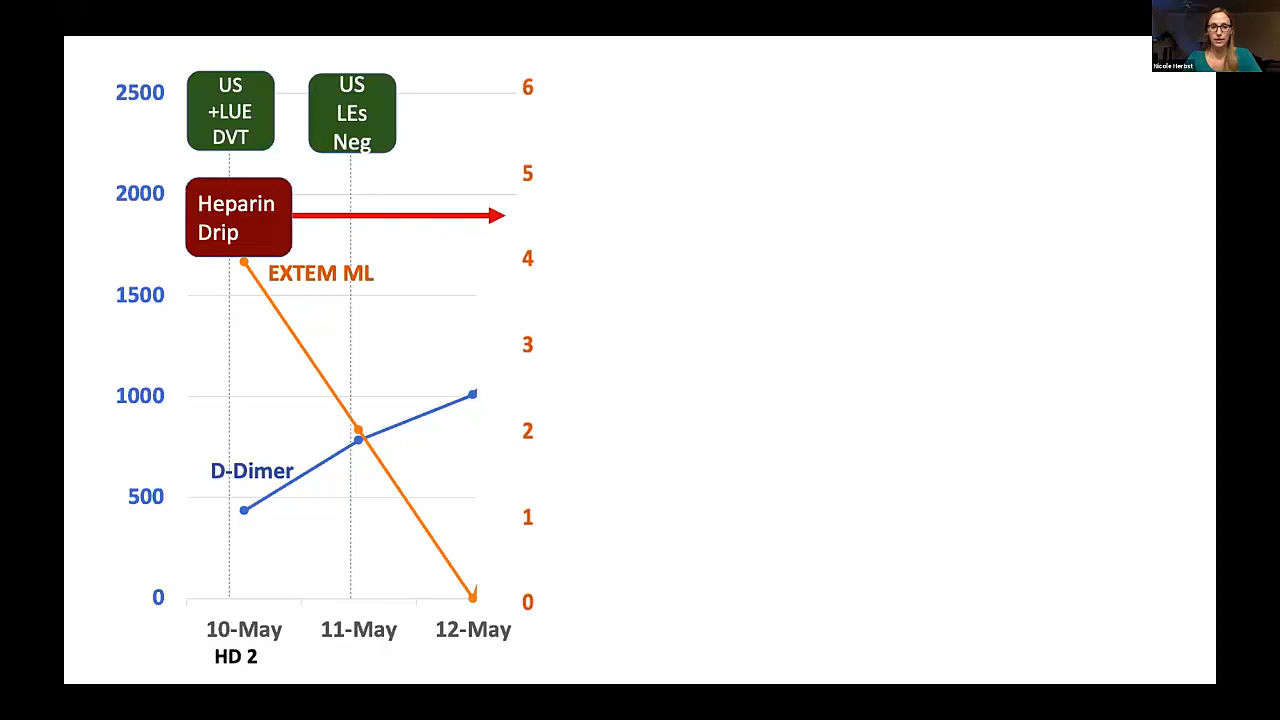 Nicole Herbst
US
+LUE
DVT
US
LEs
Neg
Heparin
Drip
EXTEM ML
D-Dimer
2500
2000
1500
1000
500
0
6
5
4
3
2
1
0
10-May
11-May
12-May
HD 2